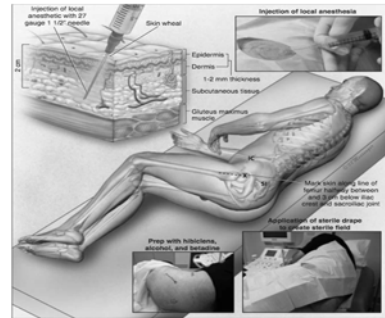 Injection of local
anesthetic with 27
gauge 1 1/2" needle
Skin wheal
Injection of local anesthesia
2 cm
Epidermis
Dermis
1-2 mm thickness
Subcutaneous tissue
Gluteus maximus
muscle
Mark skin along line of
femur halfway between
and 3 cm below iliac
crest and sacroiliac joint
Application of sterile drape
to create sterile field
Prep with hibiclens,
alcohol, and betadine